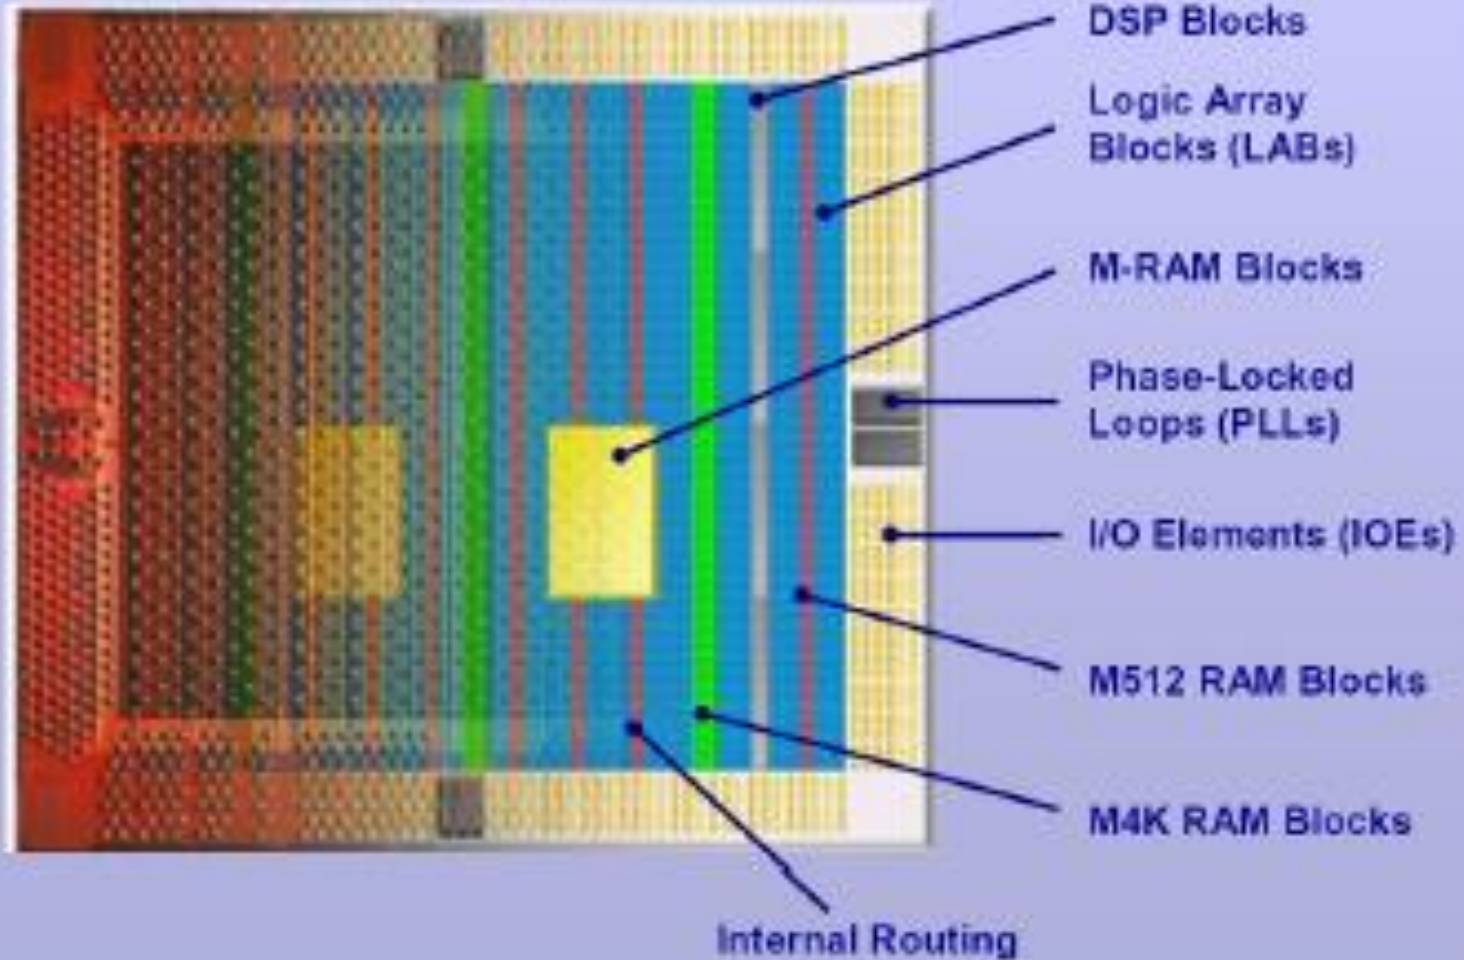 DSP Blocks
Logic Array
Blocks (LABs)
M-RAM Blocks
Phase-Locked
Loops (PLLs)
I/O Elements (IOEs)
M512 RAM Blocks
M4K RAM Blocks
Internal Routing